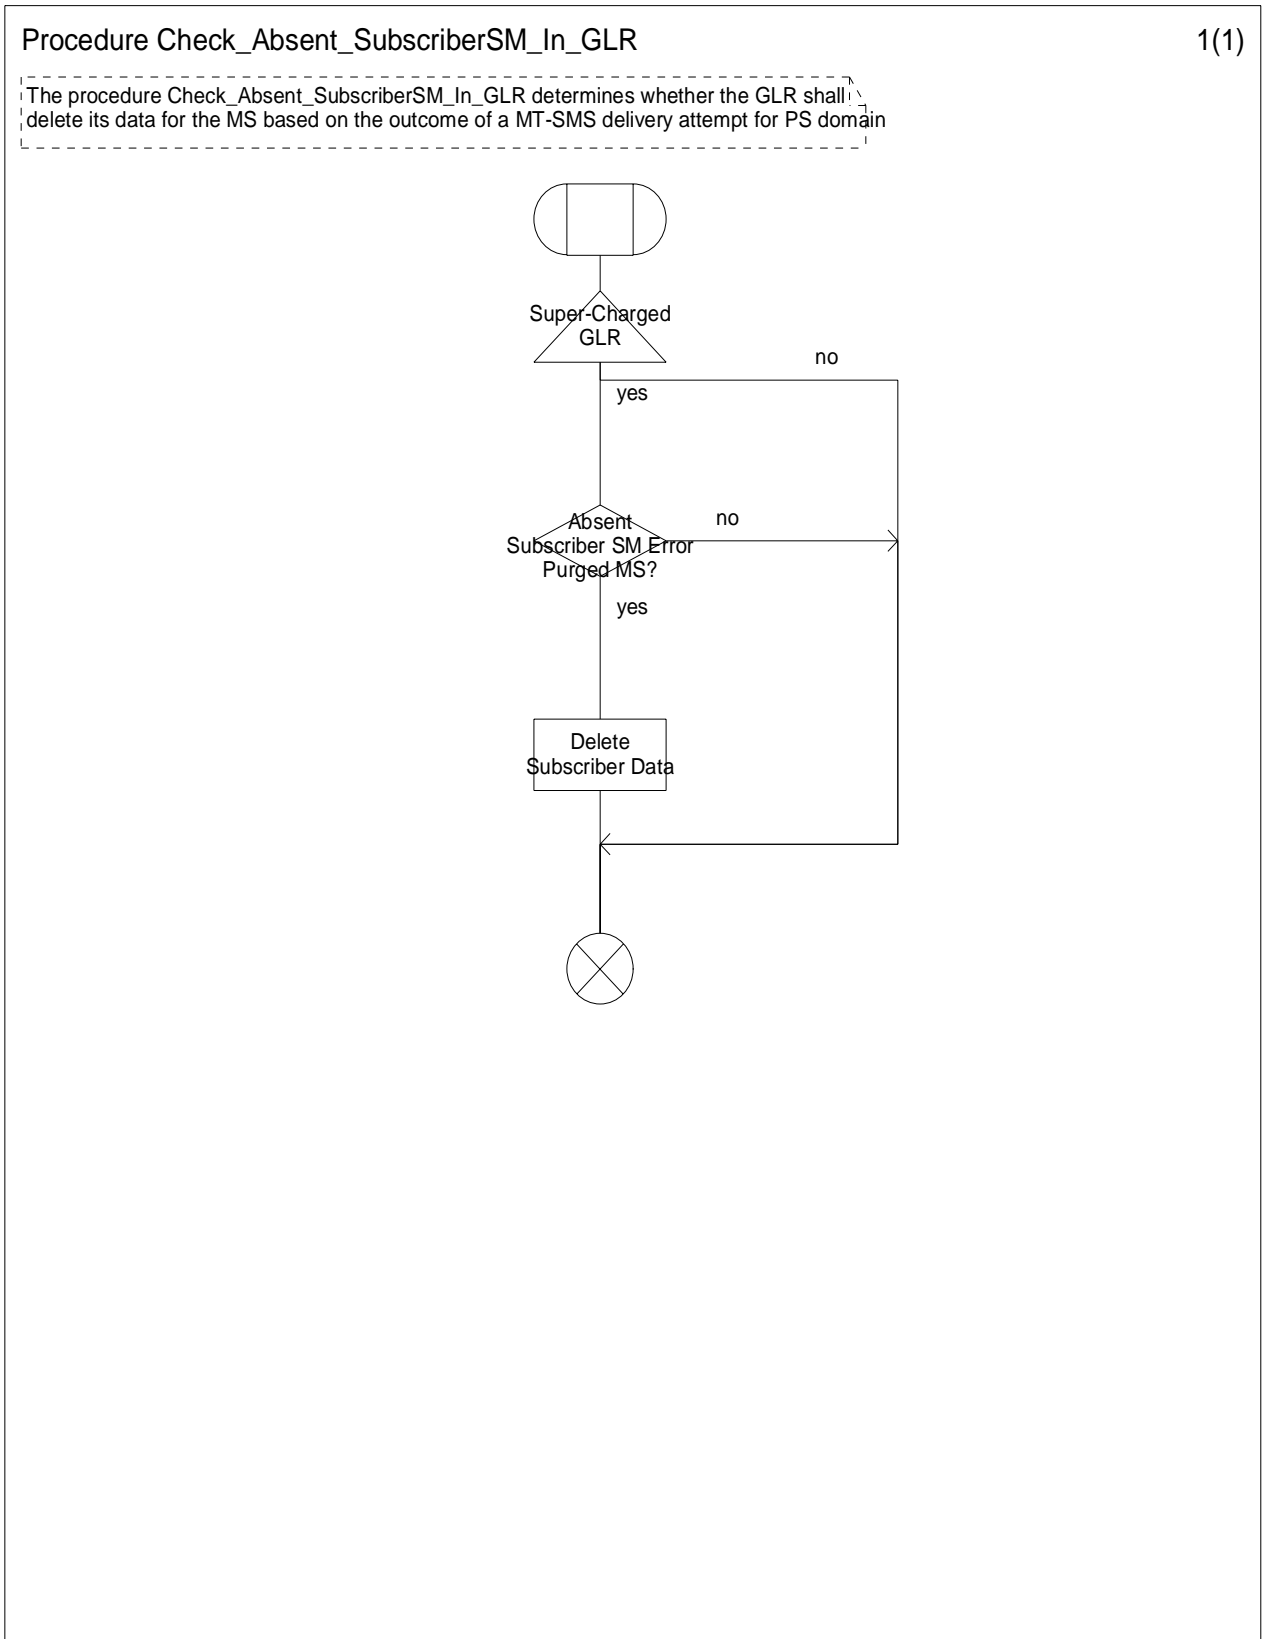 Procedure Check_Absent_SubscriberSM_In_GLR
1(1)
The procedure Check_Absent_SubscriberSM_In_GLR determines whether the GLR shall
delete its data for the MS based on the outcome of a MT-SMS delivery attempt for PS domain
Super-Charged
GLR
no
yes
Absent
Subscriber SM Error
Purged MS?
no
yes
Delete
Subscriber Data